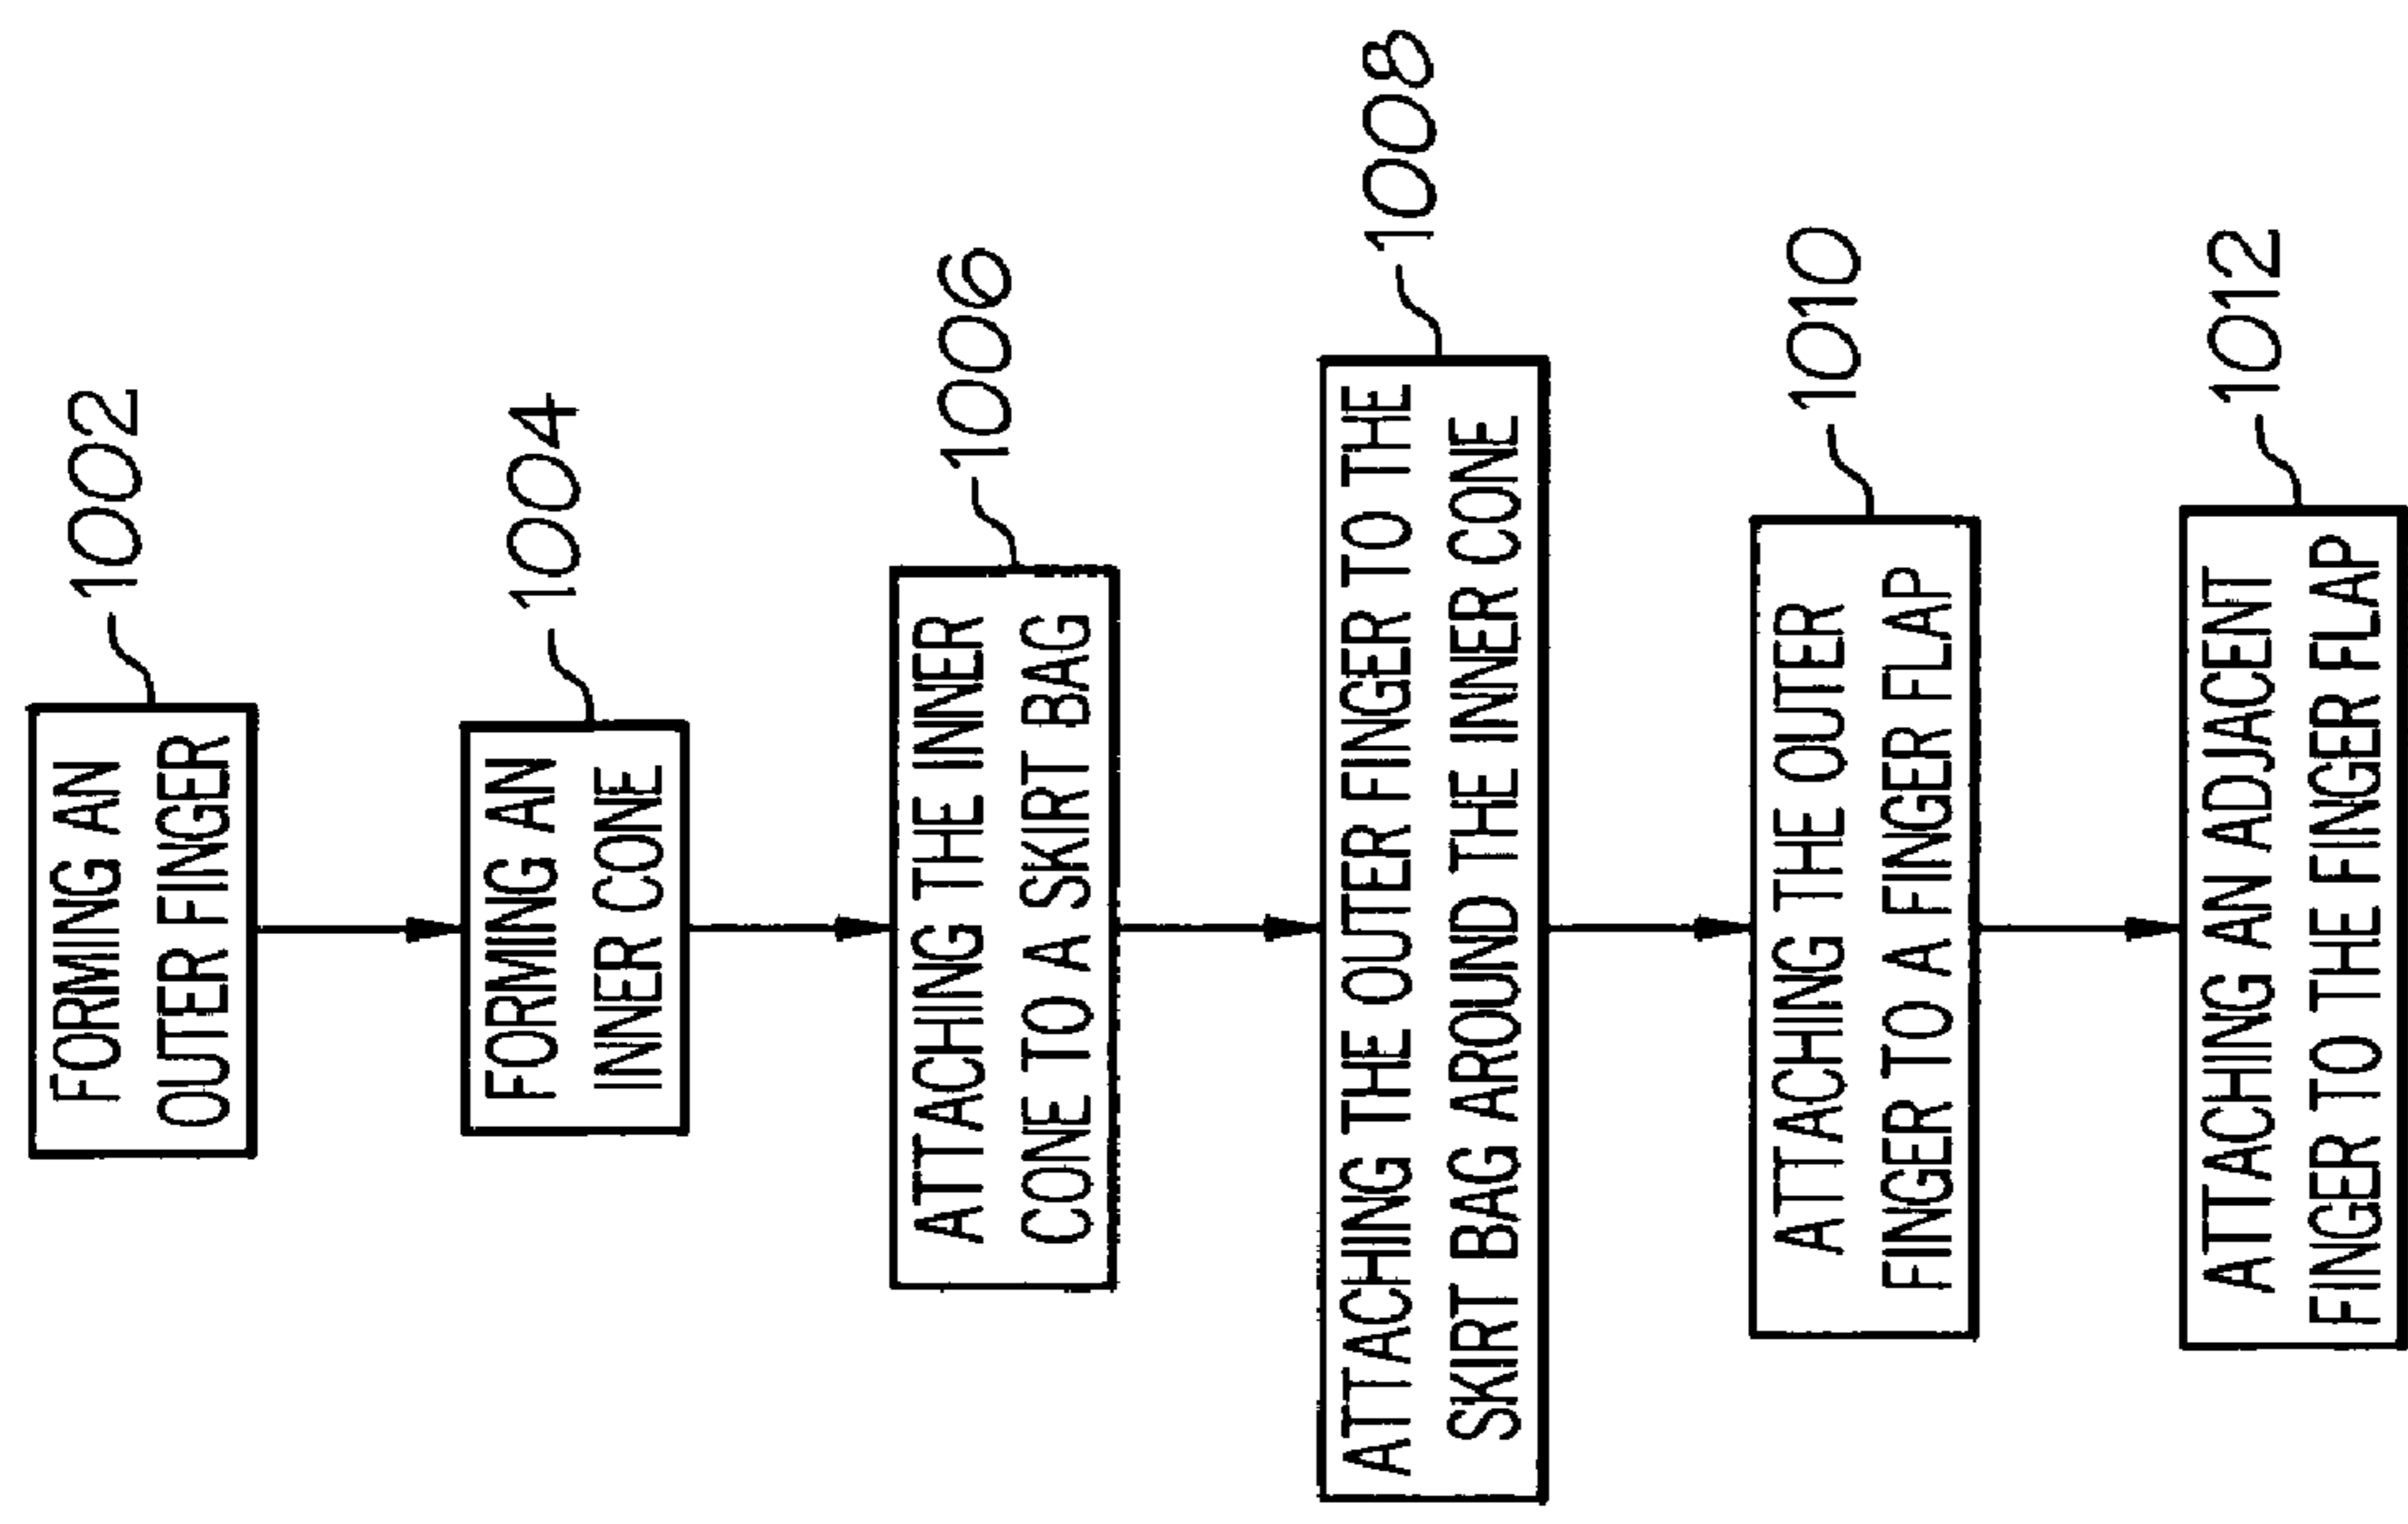 FORMING AN
OUTER FINGER
1002
FORMING AN
INNER CONE
1004
ATTACHING THE INNER
CONE TO A SKIRT BAG
1006
ATTACHING THE OUTER FINGER TO THE
SKIRT BAG AROUND THE INNER CONE
1008
ATTACHING THE OUTER
FINGER TO A FINGER FLAP
1010
ATTACHING AN ADJACENT
FINGER TO THE FINGER FLAP
1012